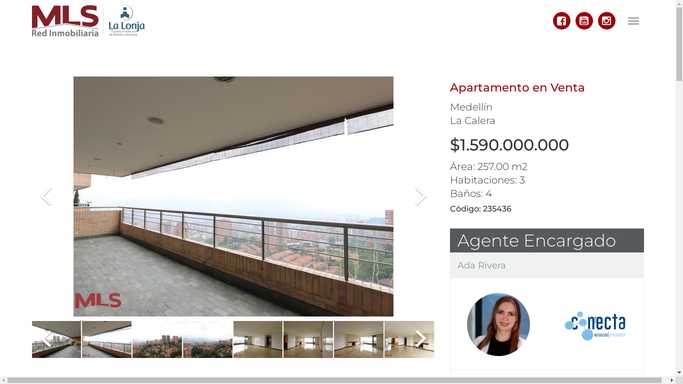 MLS
Red Inmobiliaria
La Lonja
Apartamento en Venta
Medellín
La Calera
$1.590.000.000
Área: 257.00 m2
Habitaciones: 3
Baños: 4
Código: 235436
MLS
Agente Encargado
Ada Rivera
conecta